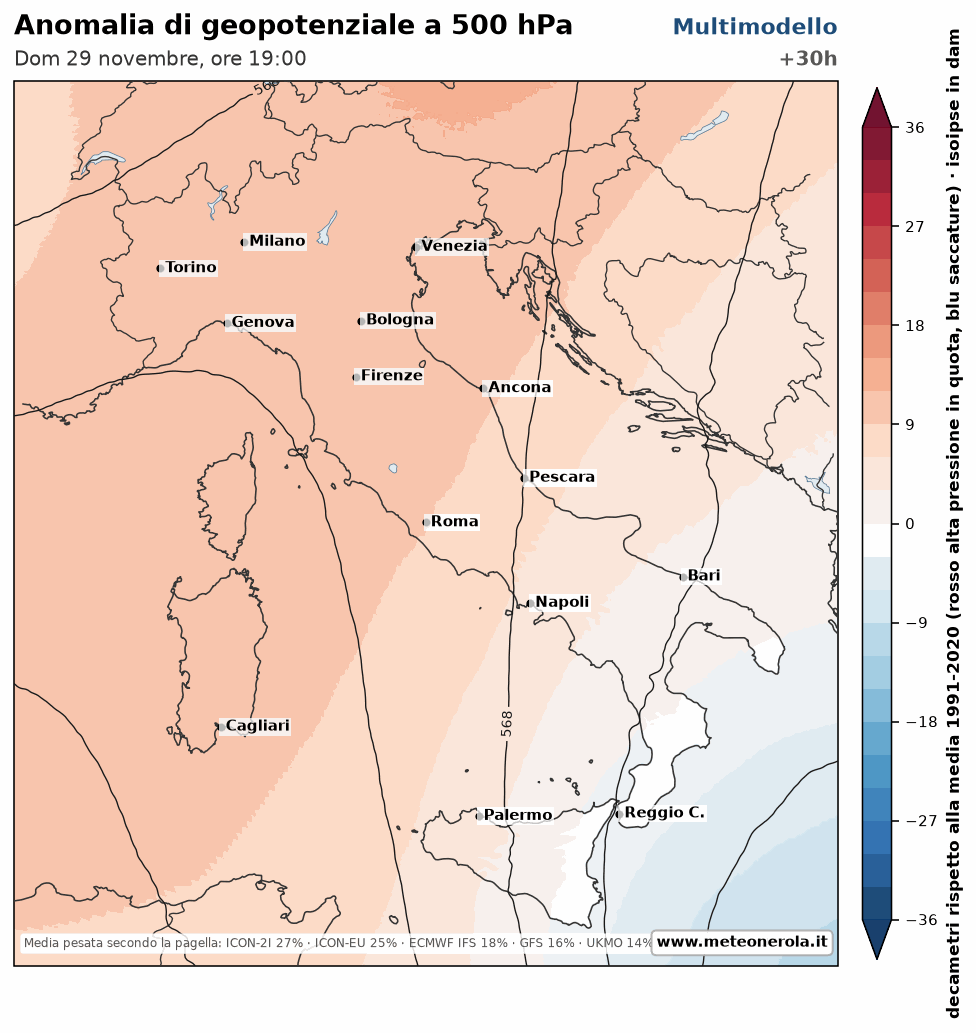 Anomalia di geopotenziale a 500 hPa
Multimodello
Dom 29 novembre, ore 19:00
+30h
Milano
Venezia
Torino
Genova
Bologna
Firenze
Ancona
Pescara
Roma
Bari
Napoli
568
Cagliari
Palermo
Reggio C.
Media pesata secondo la pagella: ICON-2I 27% · ICON-EU 25% · ECMWF IFS 18% · GFS 16% · UKMO 14%
www.meteonerola.it
36
27
18
9
0
−9
−18
−27
−36
decametri rispetto alla media 1991-2020 (rosso alta pressione in quota, blu saccature) · isoipse in dam